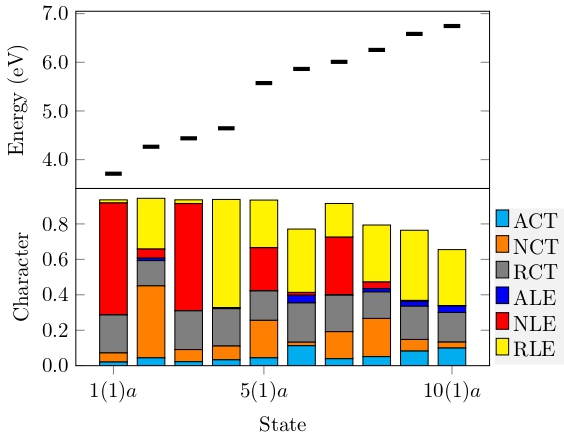 7.0
6.0
5.0
4.0
Energy (eV)
0.8
0.6
0.4
0.2
0.0
Character
1(1)a
5(1)a
10(1)a
State
ACT
NCT
RCT
ALE
NLE
RLE